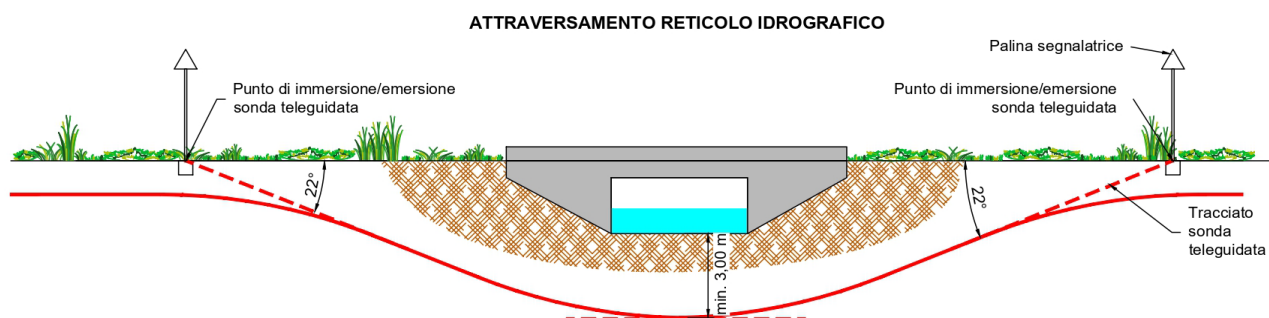 ATTRAVERSAMENTO RETICOLO IDROGRAFICO
Palina segnalatrice
Punto di immersione/emersione
sonda teleguidata
Punto di immersione/emersione
sonda teleguidata
22°
22°
min. 3,00 m
Tracciato
sonda
teleguidata